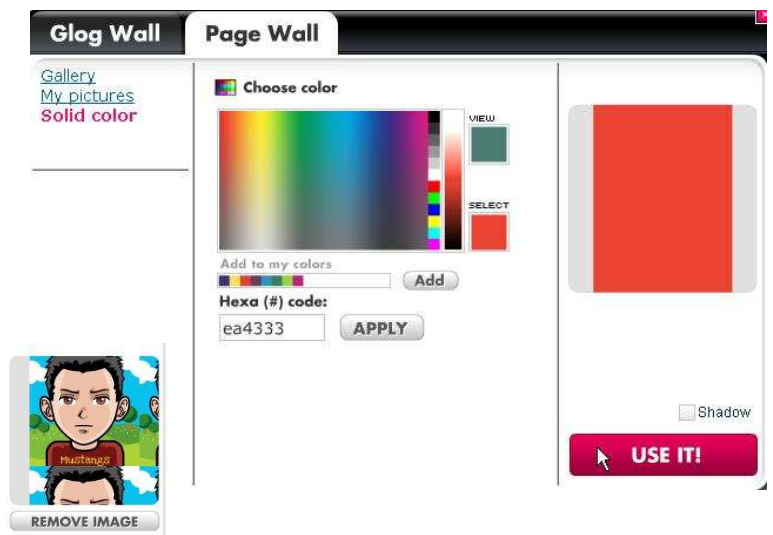 Glog Wall
Page Wall
Gallery
My pictures
Solid color
Choose color
VIEW
SELECT
Add to my colors
Add
Hexa (#) code:
ea4333
APPLY
Shadow
USE IT!
Mustangs
REMOVE IMAGE